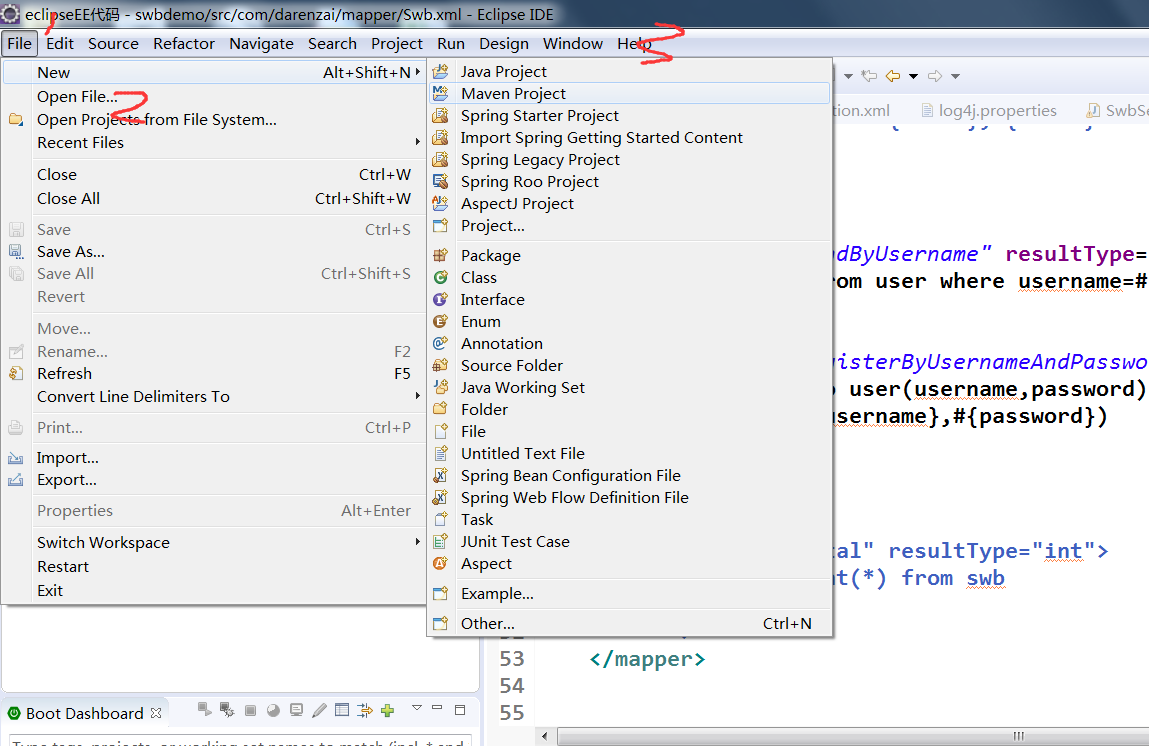 eclipseEE代码 - swbdemo/src/com/darenzai/mapper/Swb.xml - Eclipse IDE
File Edit Source Refactor Navigate Search Project Run Design Window Help
1
2
3
New Alt+Shift+N
Open File...
Open Projects from File System...
Recent Files
Close Ctrl+W
Close All Ctrl+Shift+W
Save Ctrl+S
Save As...
Save All Ctrl+Shift+S
Revert
Move...
Rename... F2
Refresh F5
Convert Line Delimiters To
Print... Ctrl+P
Import...
Export...
Properties Alt+Enter
Switch Workspace
Restart
Exit
Java Project
Maven Project
Spring Starter Project
Import Spring Getting Started Content
Spring Legacy Project
Spring Roo Project
AspectJ Project
Project...
Package
Class
Interface
Enum
Annotation
Source Folder
Java Working Set
Folder
File
Untitled Text File
Spring Bean Configuration File
Spring Web Flow Definition File
Task
JUnit Test Case
Aspect
Example...
Other... Ctrl+N
tion.xml log4j.properties SwbSe
ndByUsername" resultType=
om user where username=#
isterByUsernameAndPasswo
user(username,password)
username},#{password})
tal" resultType="int">
nt(*) from swb
53 </mapper>
54
55
Boot Dashboard
Type tags, projects, or working set names to match (incl. * and